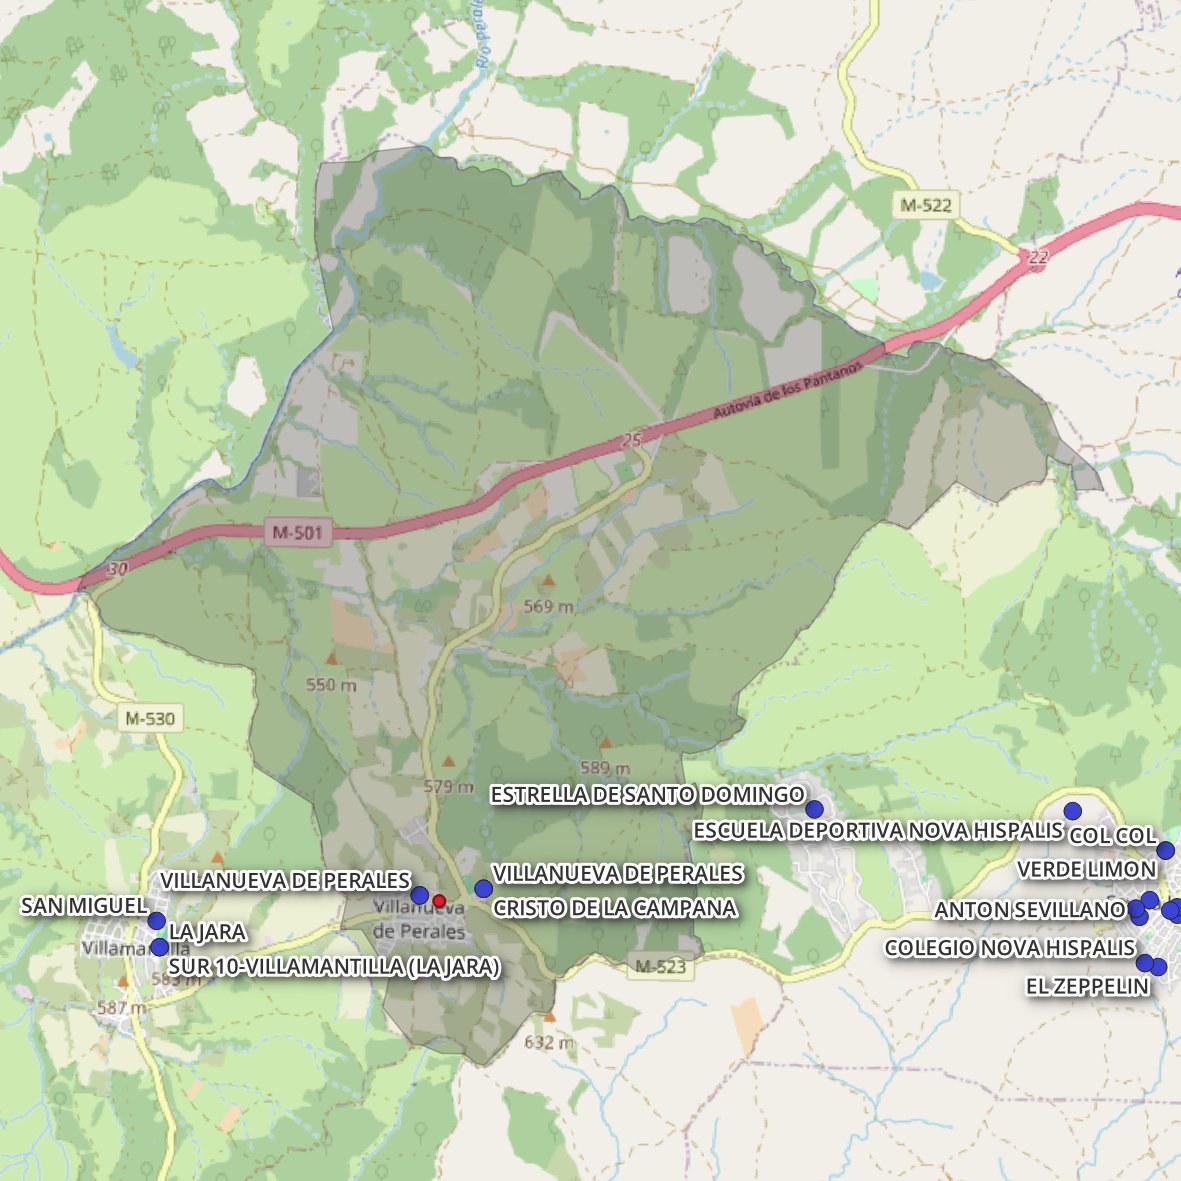 Río Perales
M-522
22
Autovía de los Pantanos
25
M-501
30
569 m
550 m
M-530
589 m
579 m
ESTRELLA DE SANTO DOMINGO
ESCUELA DEPORTIVA NOVA HISPALIS
COL COL
VERDE LIMON
VILLANUEVA DE PERALES
VILLANUEVA DE PERALES
SAN MIGUEL
Villanueva
de Perales
CRISTO DE LA CAMPANA
ANTON SEVILLANO
LA JARA
COLEGIO NOVA HISPALIS
SUR 10-VILLAMANTILLA (LA JARA)
M-523
EL ZEPPELIN
587 m
632 m